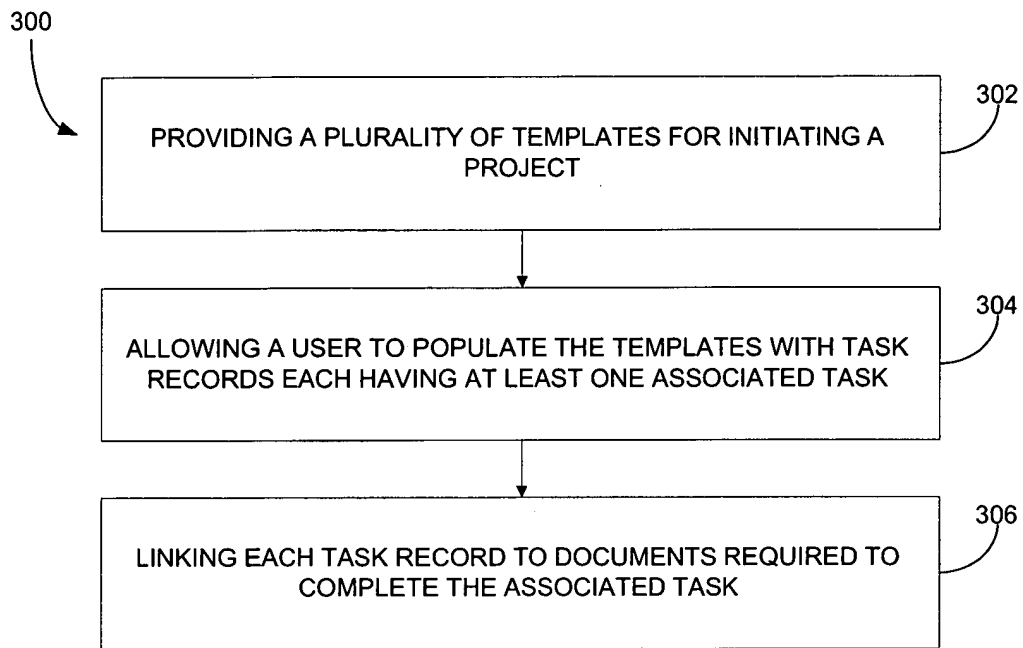 300
302
PROVIDING A PLURALITY OF TEMPLATES FOR INITIATING A
PROJECT
304
ALLOWING A USER TO POPULATE THE TEMPLATES WITH TASK
RECORDS EACH HAVING AT LEAST ONE ASSOCIATED TASK
306
LINKING EACH TASK RECORD TO DOCUMENTS REQUIRED TO
COMPLETE THE ASSOCIATED TASK